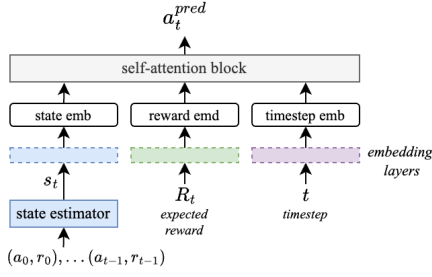 a_t^{pred}
self-attention block
state emb
reward emd
timestep emb
embedding
layers
s_t
R_t
t
state estimator
expected
reward
timestep
(a_0, r_0), … (a_{t−1}, r_{t−1})